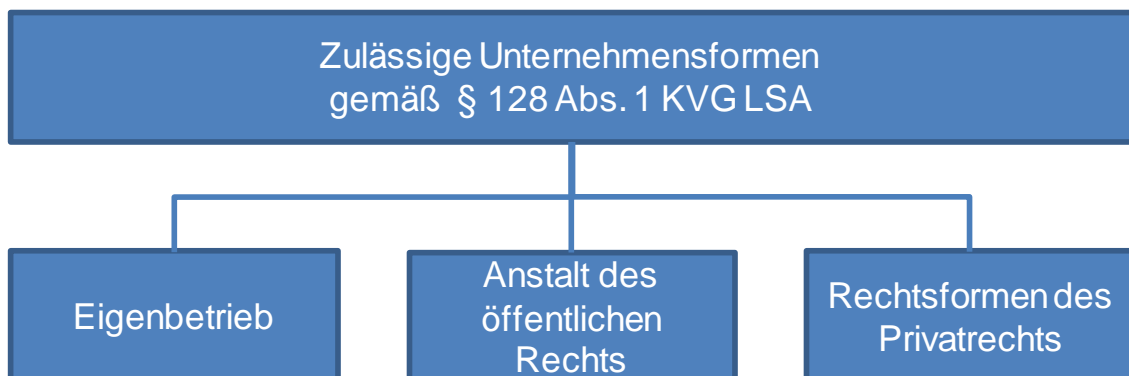 Zulässige Unternehmensformen
gemäß § 128 Abs. 1 KVG LSA
Eigenbetrieb
Anstalt des
öffentlichen
Rechts
Rechtsformen des
Privatrechts